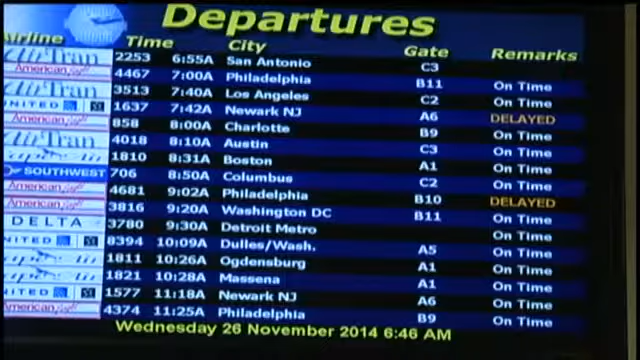 Departures
Airline Time City Gate Remarks
AirTran 2253 6:55A San Antonio C3
American 4467 7:00A Philadelphia B11 On Time
AirTran 3513 7:40A Los Angeles C2 On Time
UNITED 1637 7:42A Newark NJ A6 DELAYED
American 858 8:00A Charlotte B9 On Time
AirTran 4018 8:10A Austin C3 On Time
1810 8:31A Boston A1 On Time
SOUTHWEST 706 8:50A Columbus C2 On Time
American 4681 9:02A Philadelphia B10 DELAYED
American 3816 9:20A Washington DC B11 On Time
DELTA 3780 9:30A Detroit Metro On Time
UNITED 8394 10:09A Dulles/Wash. A5 On Time
1811 10:26A Ogdensburg A1 On Time
1821 10:28A Massena A1 On Time
UNITED 1577 11:18A Newark NJ A6 On Time
American 4374 11:25A Philadelphia B9 On Time
Wednesday 26 November 2014 6:46 AM